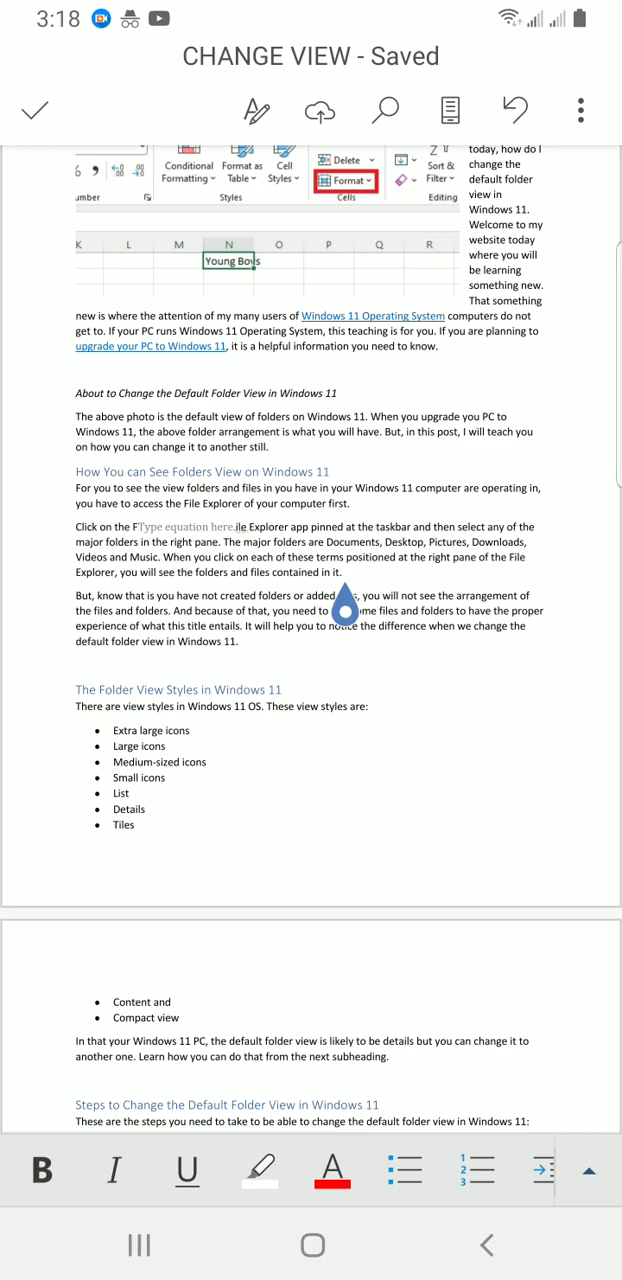 3:18
CHANGE VIEW - Saved
Conditional Formatting
Format as Table
Cell Styles
Delete
Format
Sort & Filter
umber
Styles
Cells
Editing
K L M N O P Q R
Young Boys
today, how do I
change the
default folder
view in
Windows 11.
Welcome to my
website today
where you will
be learning
something new.
That something
new is where the attention of my many users of Windows 11 Operating System computers do not
get to. If your PC runs Windows 11 Operating System, this teaching is for you. If you are planning to
upgrade your PC to Windows 11, it is a helpful information you need to know.
About to Change the Default Folder View in Windows 11
The above photo is the default view of folders on Windows 11. When you upgrade you PC to
Windows 11, the above folder arrangement is what you will have. But, in this post, I will teach you
on how you can change it to another still.
How You can See Folders View on Windows 11
For you to see the view folders and files in you have in your Windows 11 computer are operating in,
you have to access the File Explorer of your computer first.
Click on the FType equation here.ile Explorer app pinned at the taskbar and then select any of the
major folders in the right pane. The major folders are Documents, Desktop, Pictures, Downloads,
Videos and Music. When you click on each of these terms positioned at the right pane of the File
Explorer, you will see the folders and files contained in it.
But, know that is you have not created folders or added , you will not see the arrangement of
the files and folders. And because of that, you need to ome files and folders to have the proper
experience of what this title entails. It will help you to notice the difference when we change the
default folder view in Windows 11.
The Folder View Styles in Windows 11
There are view styles in Windows 11 OS. These view styles are:
• Extra large icons
• Large icons
• Medium-sized icons
• Small icons
• List
• Details
• Tiles
• Content and
• Compact view
In that your Windows 11 PC, the default folder view is likely to be details but you can change it to
another one. Learn how you can do that from the next subheading.
Steps to Change the Default Folder View in Windows 11
These are the steps you need to take to be able to change the default folder view in Windows 11:
B I U A